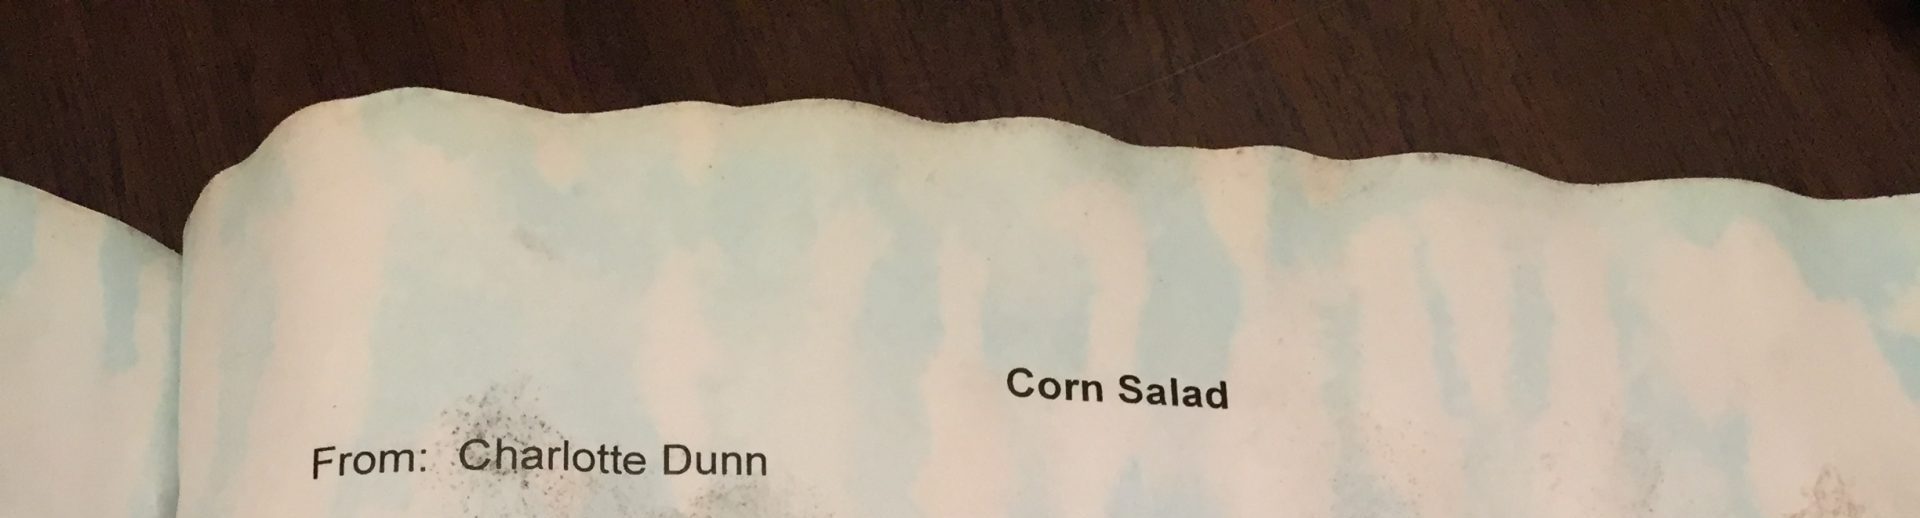 Corn Salad
From: Charlotte Dunn